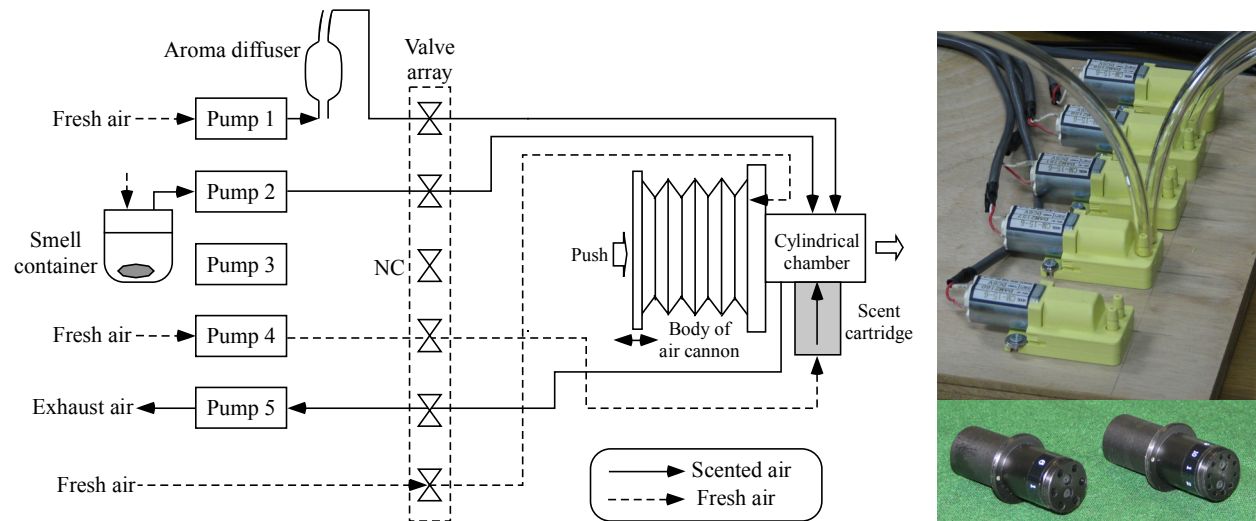 Aroma diffuser
Valve
array
Fresh air
Pump 1
Pump 2
Smell
container
Pump 3
NC
Push
Cylindrical
chamber
Scent
cartridge
Fresh air
Pump 4
Body of
air cannon
Exhaust air
Pump 5
Fresh air
Scented air
Fresh air